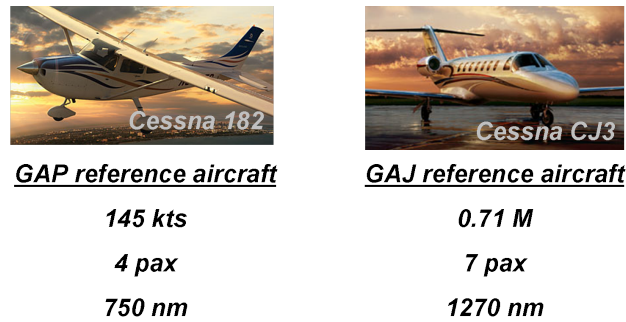 Cessna 182
GAP reference aircraft
145 kts
4 pax
750 nm
Cessna CJ3
GAJ reference aircraft
0.71 M
7 pax
1270 nm